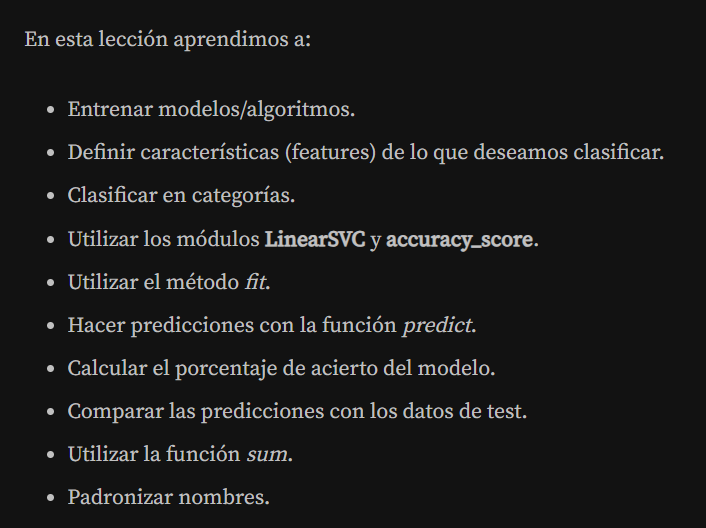 En esta lección aprendimos a:
• Entrenar modelos/algoritmos.
• Definir características (features) de lo que deseamos clasificar.
• Clasificar en categorías.
• Utilizar los módulos LinearSVC y accuracy_score.
• Utilizar el método fit.
• Hacer predicciones con la función predict.
• Calcular el porcentaje de acierto del modelo.
• Comparar las predicciones con los datos de test.
• Utilizar la función sum.
• Padronizar nombres.